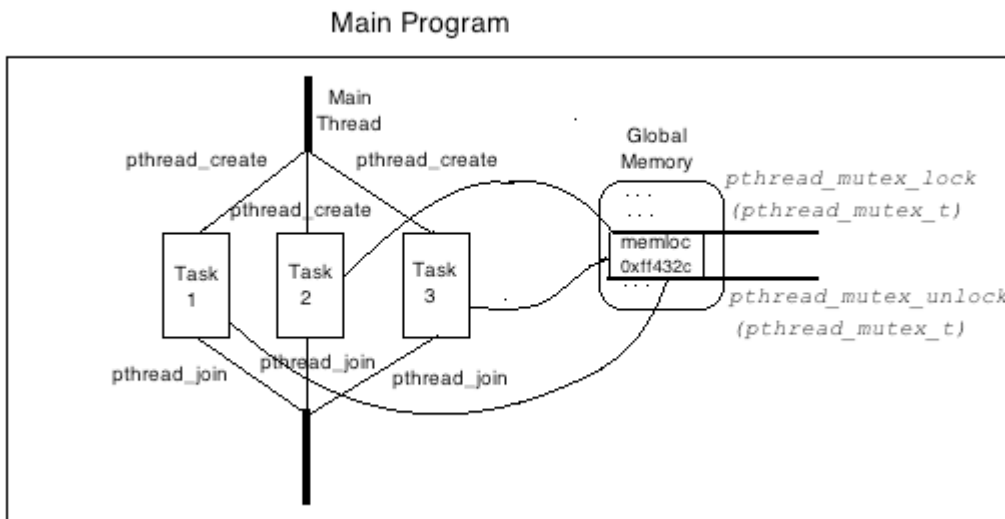 Main Program
Main
Thread
pthread_create
pthread_create
pthread_create
Global
Memory
. . .
. . .
memloc
0xff432c
. . .
pthread_mutex_lock
(pthread_mutex_t)
pthread_mutex_unlock
(pthread_mutex_t)
Task
1
Task
2
Task
3
pthread_join
pthread_join
pthread_join